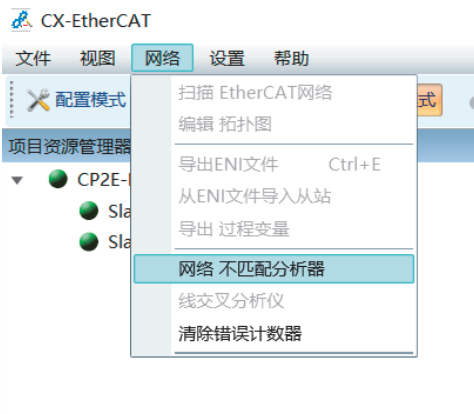 CX-EtherCAT
文件 视图 网络 设置 帮助
配置模式 式
扫描 EtherCAT网络
编辑 拓扑图
项目资源管理器
导出ENI文件 Ctrl+E
CP2E-
从ENI文件导入从站
Sla
导出 过程变量
Sla
网络 不匹配分析器
线交叉分析仪
清除错误计数器